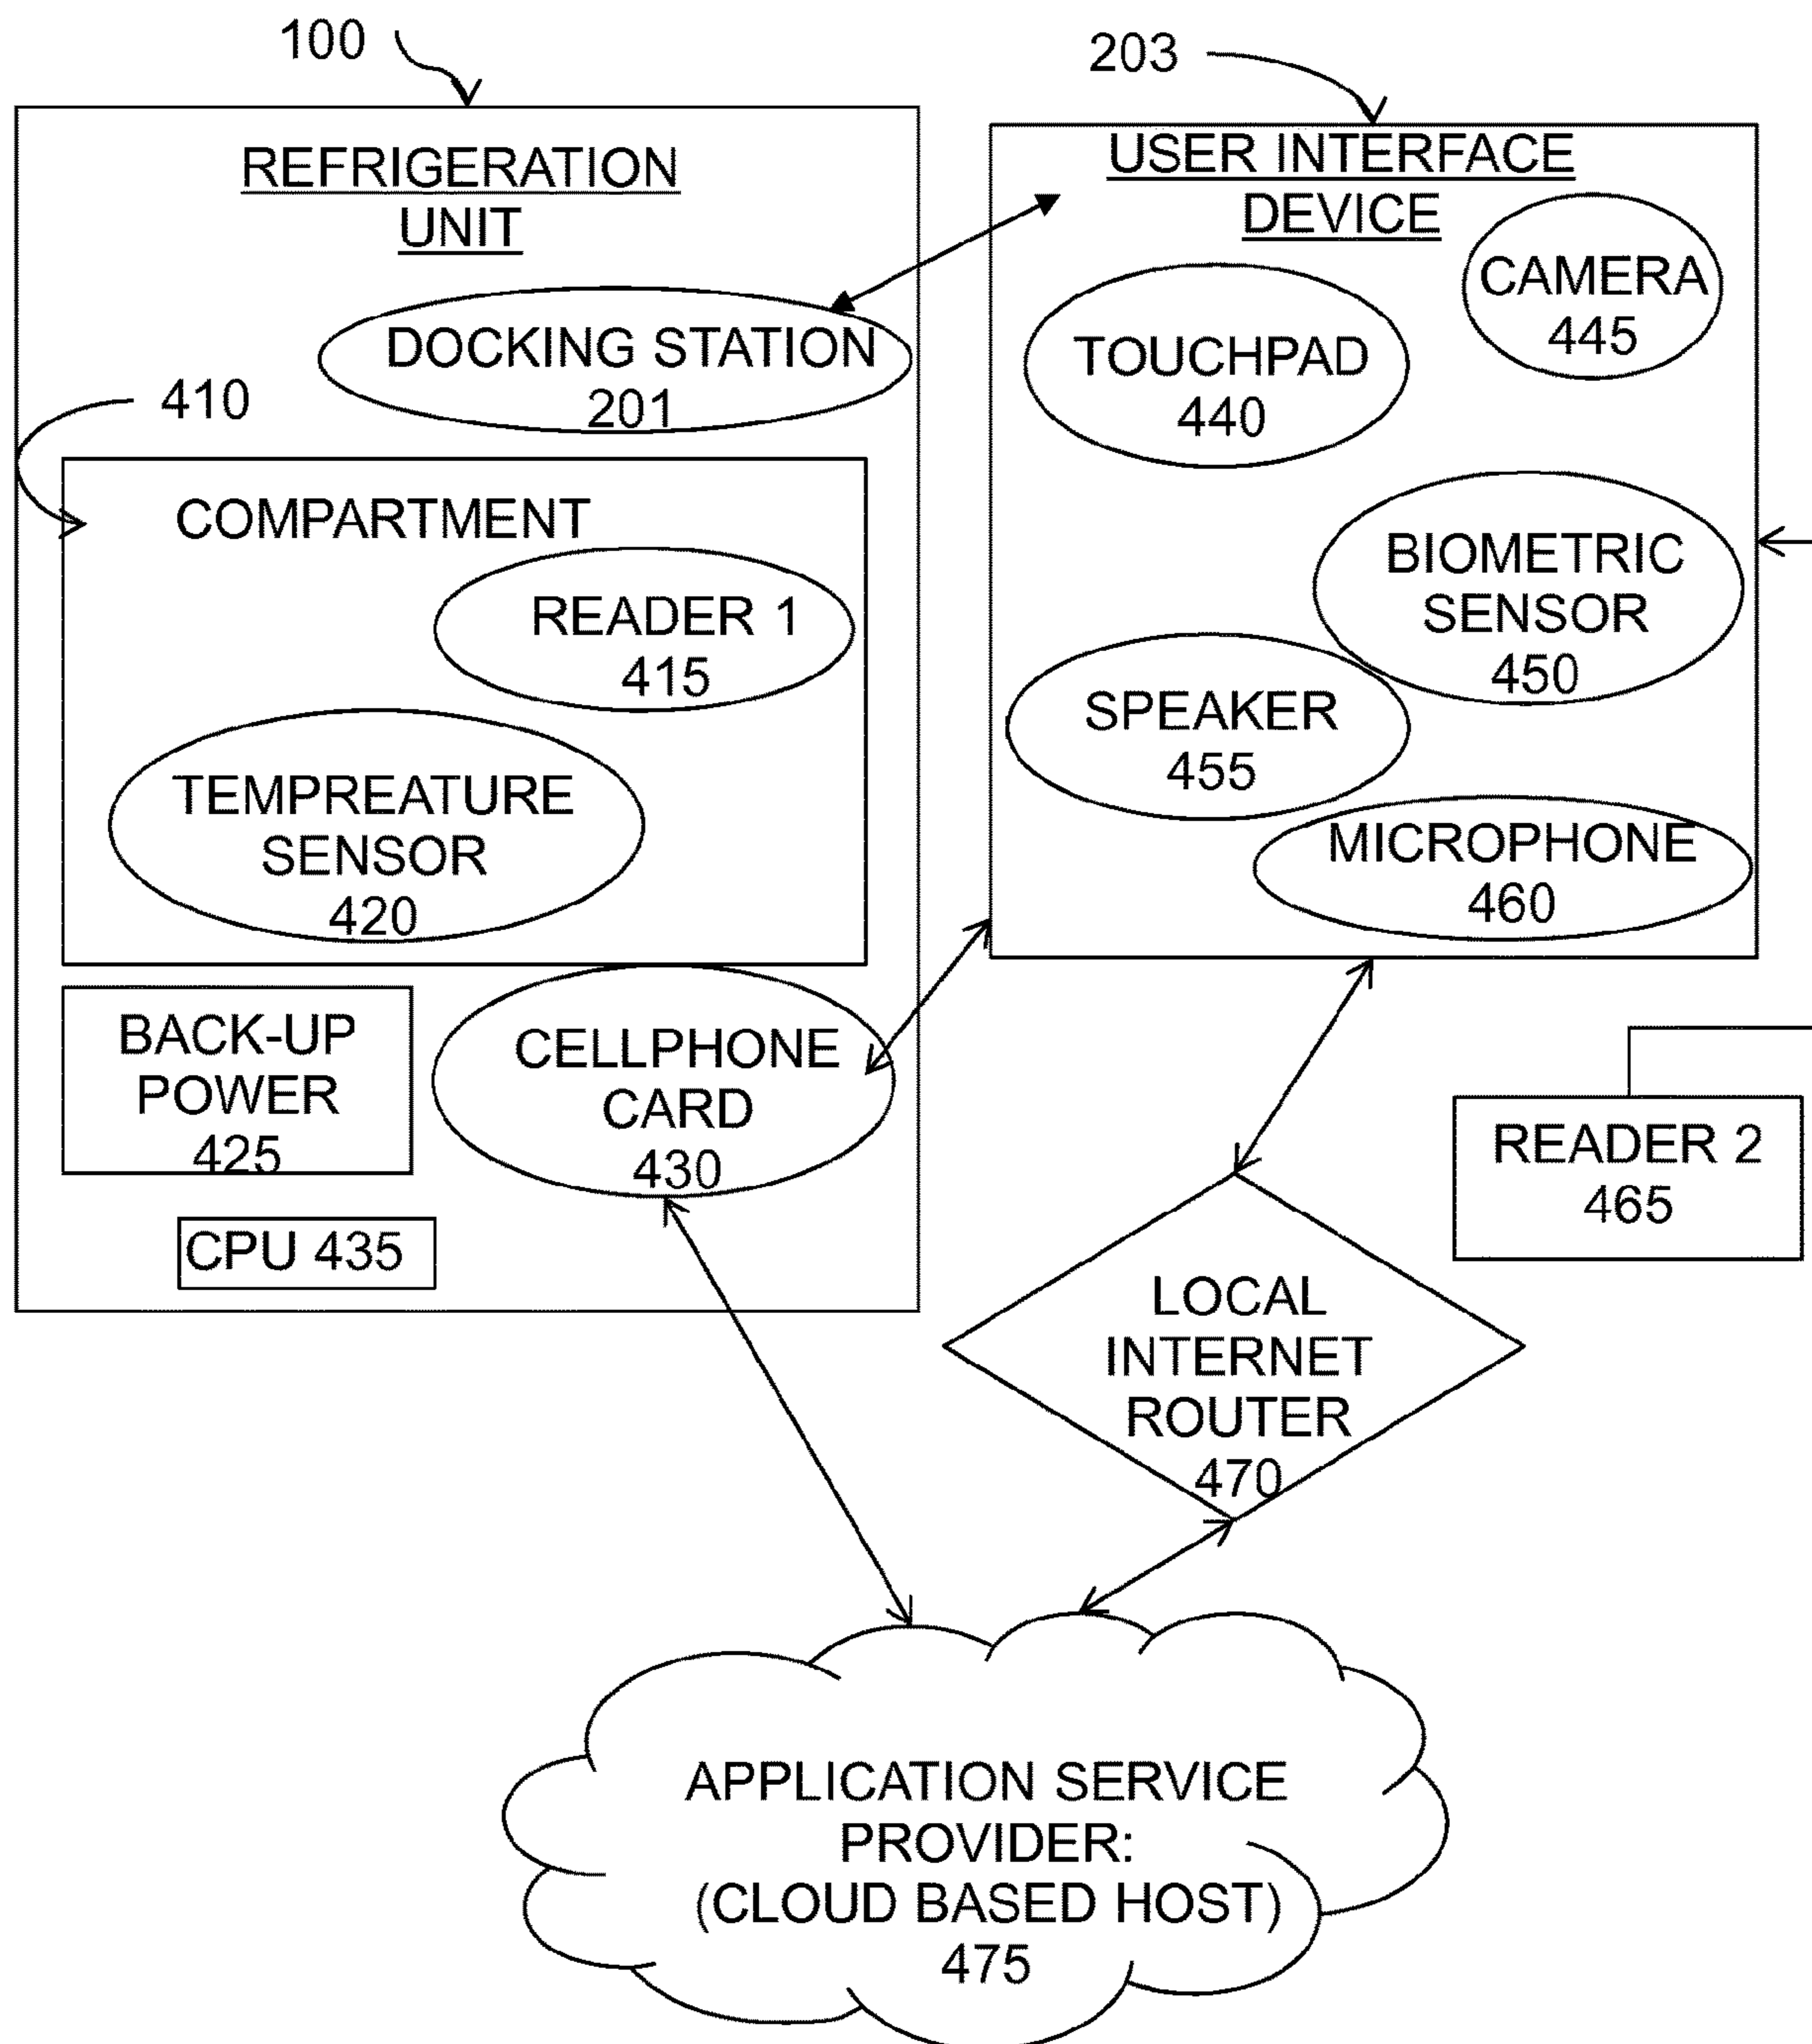 100
203
REFRIGERATION
UNIT
DOCKING STATION
201
410
COMPARTMENT
READER 1
415
TEMPREATURE
SENSOR
420
BACK-UP
POWER
425
CELLPHONE
CARD
430
CPU 435
USER INTERFACE
DEVICE
CAMERA
445
TOUCHPAD
440
BIOMETRIC
SENSOR
450
SPEAKER
455
MICROPHONE
460
READER 2
465
LOCAL
INTERNET
ROUTER
470
APPLICATION SERVICE
PROVIDER:
(CLOUD BASED HOST)
475